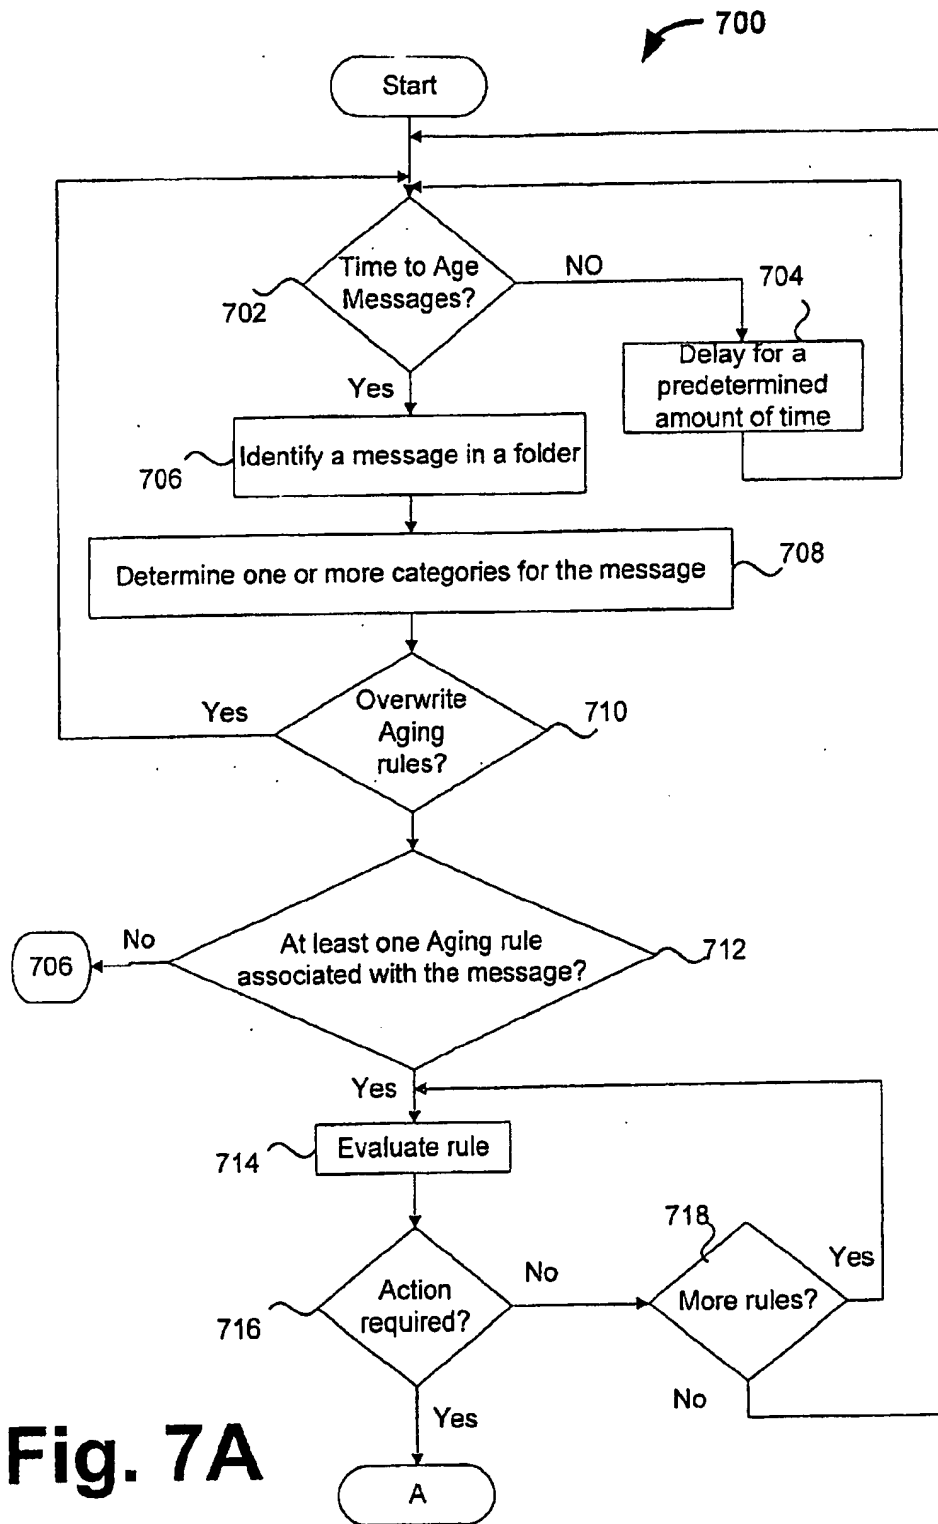 700
Start
Time to Age
Messages?
702
NO
704
Delay for a
predetermined
amount of time
Yes
706
Identify a message in a folder
Determine one or more categories for the message
708
Yes
Overwrite
Aging
rules?
710
No
706
At least one Aging rule
associated with the message?
712
Yes
714
Evaluate rule
718
716
Action
required?
No
More rules?
Yes
No
Yes
Fig. 7A
A